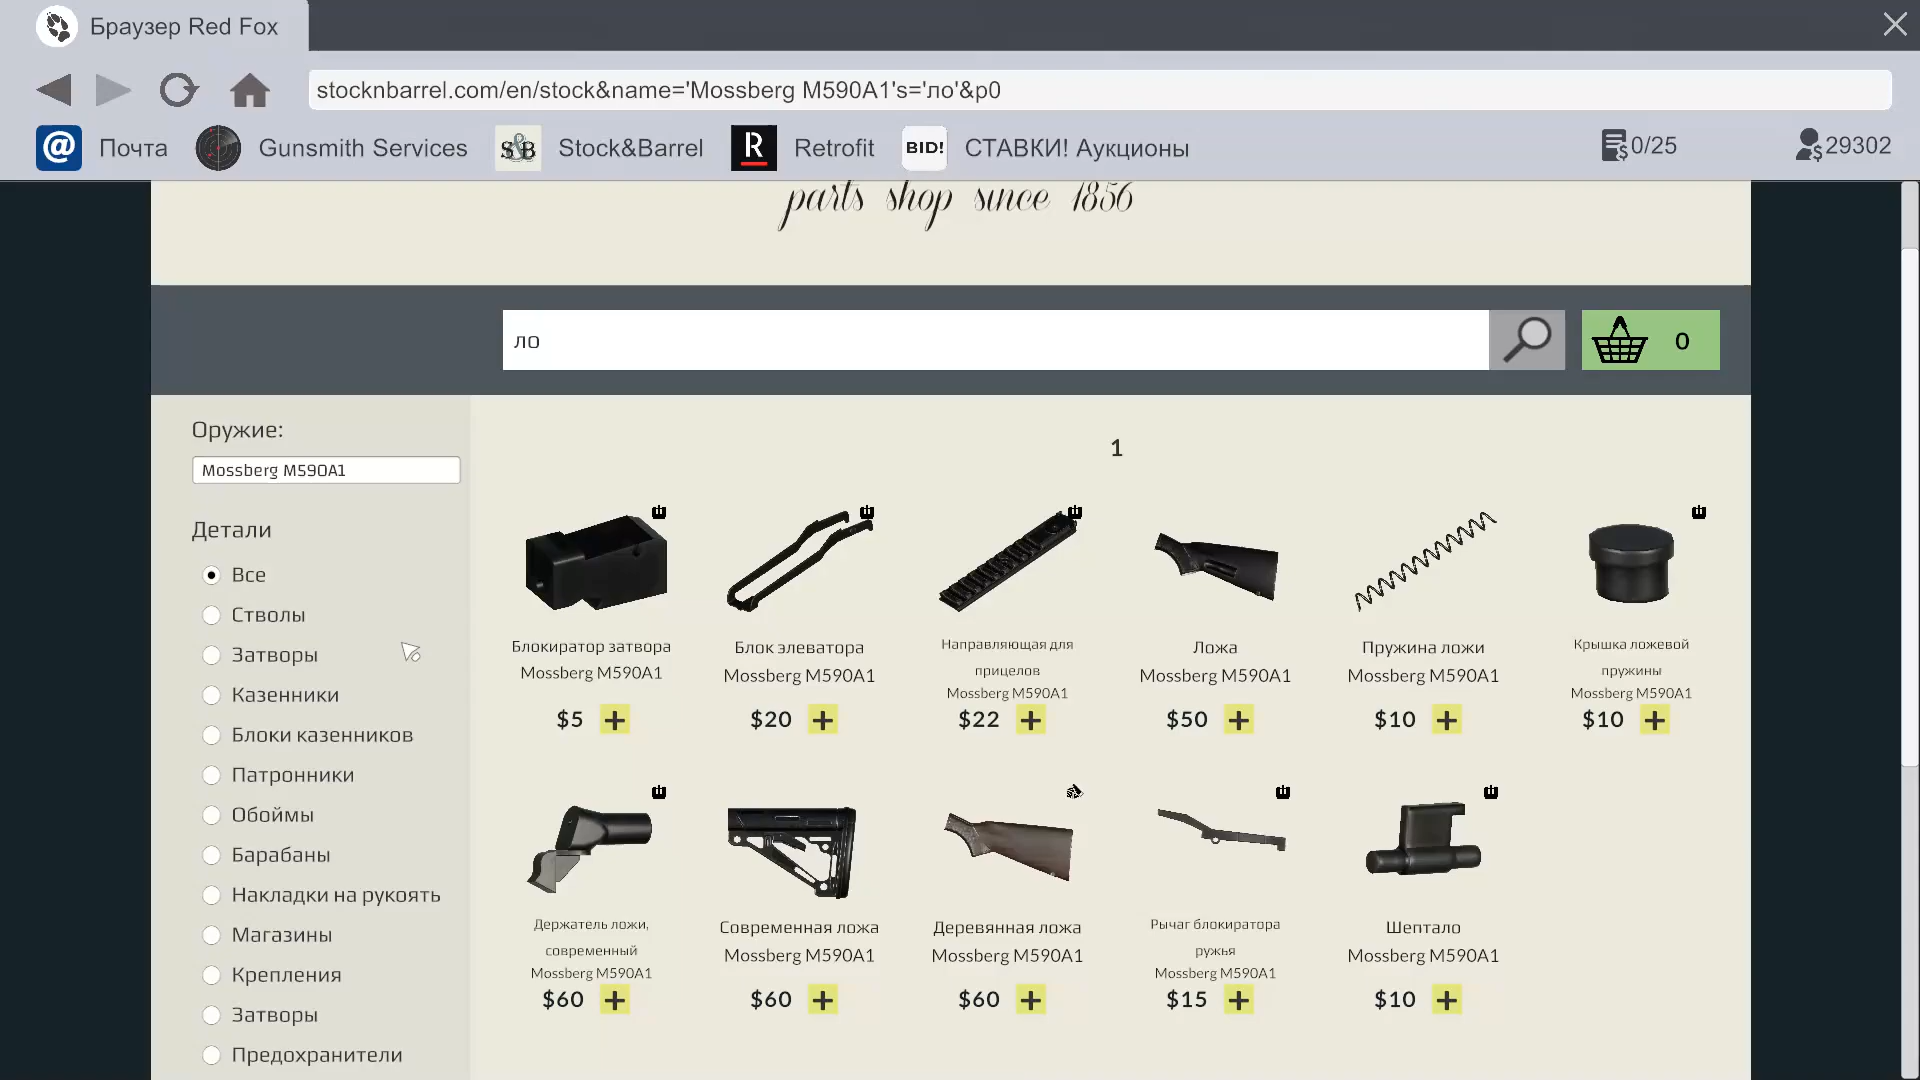 Браузер Red Fox
stocknbarrel.com/en/stock&name='Mossberg M590A1's='ло'&p0
@ Почта Gunsmith Services S&B Stock&Barrel R Retrofit BID! СТАВКИ! Аукционы 0/25 29302
parts shop since 1856
ло
0
Оружие:
Mossberg M590A1
Детали
Все
Стволы
Затворы
Казенники
Блоки казенников
Патронники
Обоймы
Барабаны
Накладки на рукоять
Магазины
Крепления
Затворы
Предохранители
1
Блокиратор затвора
Mossberg M590A1
$5 +
Блок элеватора
Mossberg M590A1
$20 +
Направляющая для
прицелов
Mossberg M590A1
$22 +
Ложа
Mossberg M590A1
$50 +
Пружина ложи
Mossberg M590A1
$10 +
Крышка ложевой
пружины
Mossberg M590A1
$10 +
Держатель ложи,
современный
Mossberg M590A1
$60 +
Современная ложа
Mossberg M590A1
$60 +
Деревянная ложа
Mossberg M590A1
$60 +
Рычаг блокиратора
ружья
Mossberg M590A1
$15 +
Шептало
Mossberg M590A1
$10 +